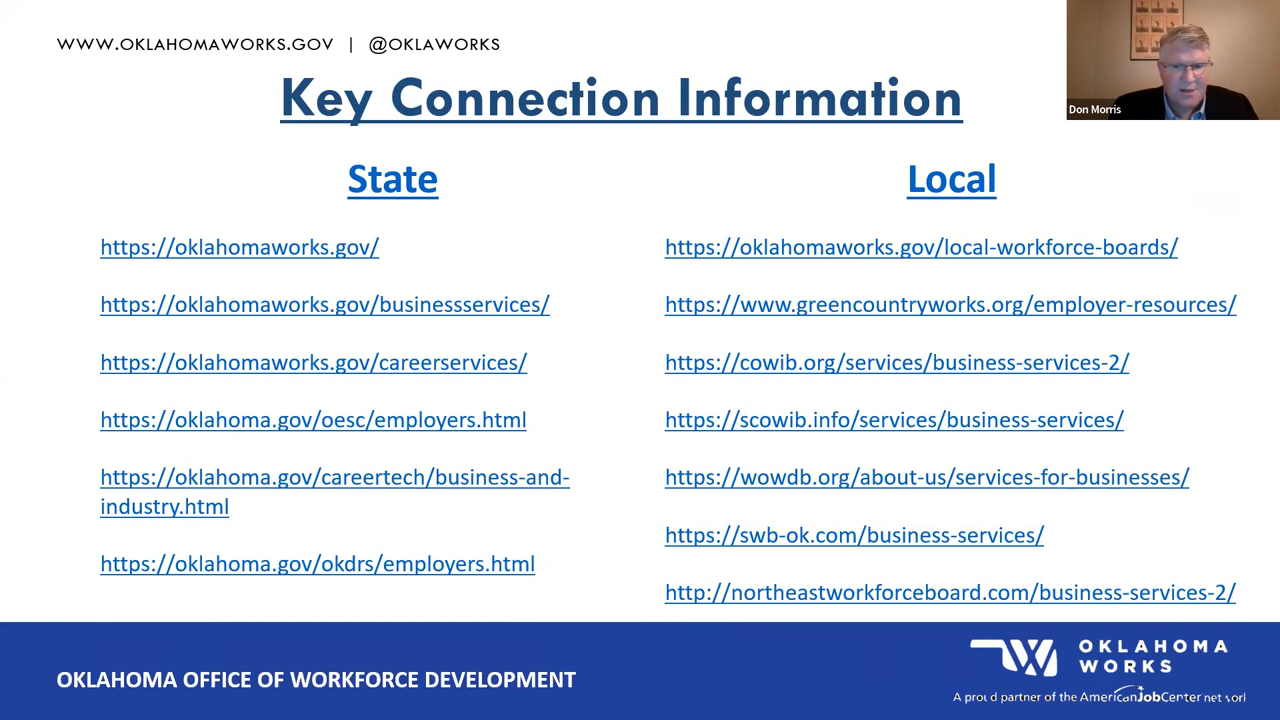 WWW.OKLAHOMAWORKS.GOV | @OKLAWORKS
Don Morris
Key Connection Information
State
https://oklahomaworks.gov/
https://oklahomaworks.gov/businessservices/
https://oklahomaworks.gov/careerservices/
https://oklahoma.gov/oesc/employers.html
https://oklahoma.gov/careertech/business-and-
industry.html
https://oklahoma.gov/okdrs/employers.html
Local
https://oklahomaworks.gov/local-workforce-boards/
https://www.greencountryworks.org/employer-resources/
https://cowib.org/services/business-services-2/
https://scowib.info/services/business-services/
https://wowdb.org/about-us/services-for-businesses/
https://swb-ok.com/business-services/
http://northeastworkforceboard.com/business-services-2/
OKLAHOMA OFFICE OF WORKFORCE DEVELOPMENT
OKLAHOMA
WORKS
A proud partner of the AmericanJobCenter network